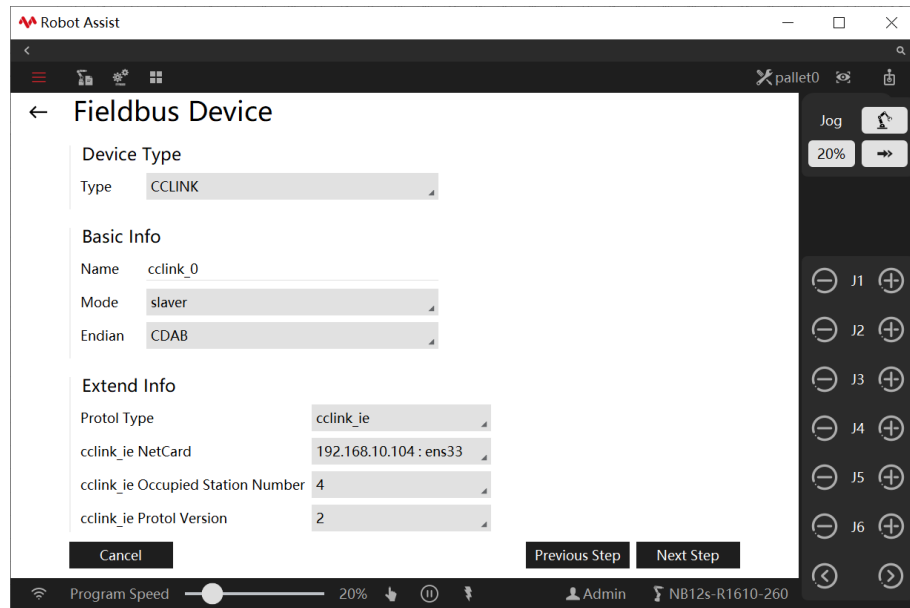 Robot Assist
pallet0
Fieldbus Device
Jog
20%
Device Type
Type CCLINK
Basic Info
Name cclink_0
Mode slaver
Endian CDAB
Extend Info
Protol Type cclink_ie
cclink_ie NetCard 192.168.10.104 : ens33
cclink_ie Occupied Station Number 4
cclink_ie Protol Version 2
Cancel Previous Step Next Step
J1
J2
J3
J4
J5
J6
Program Speed 20% Admin NB12s-R1610-260